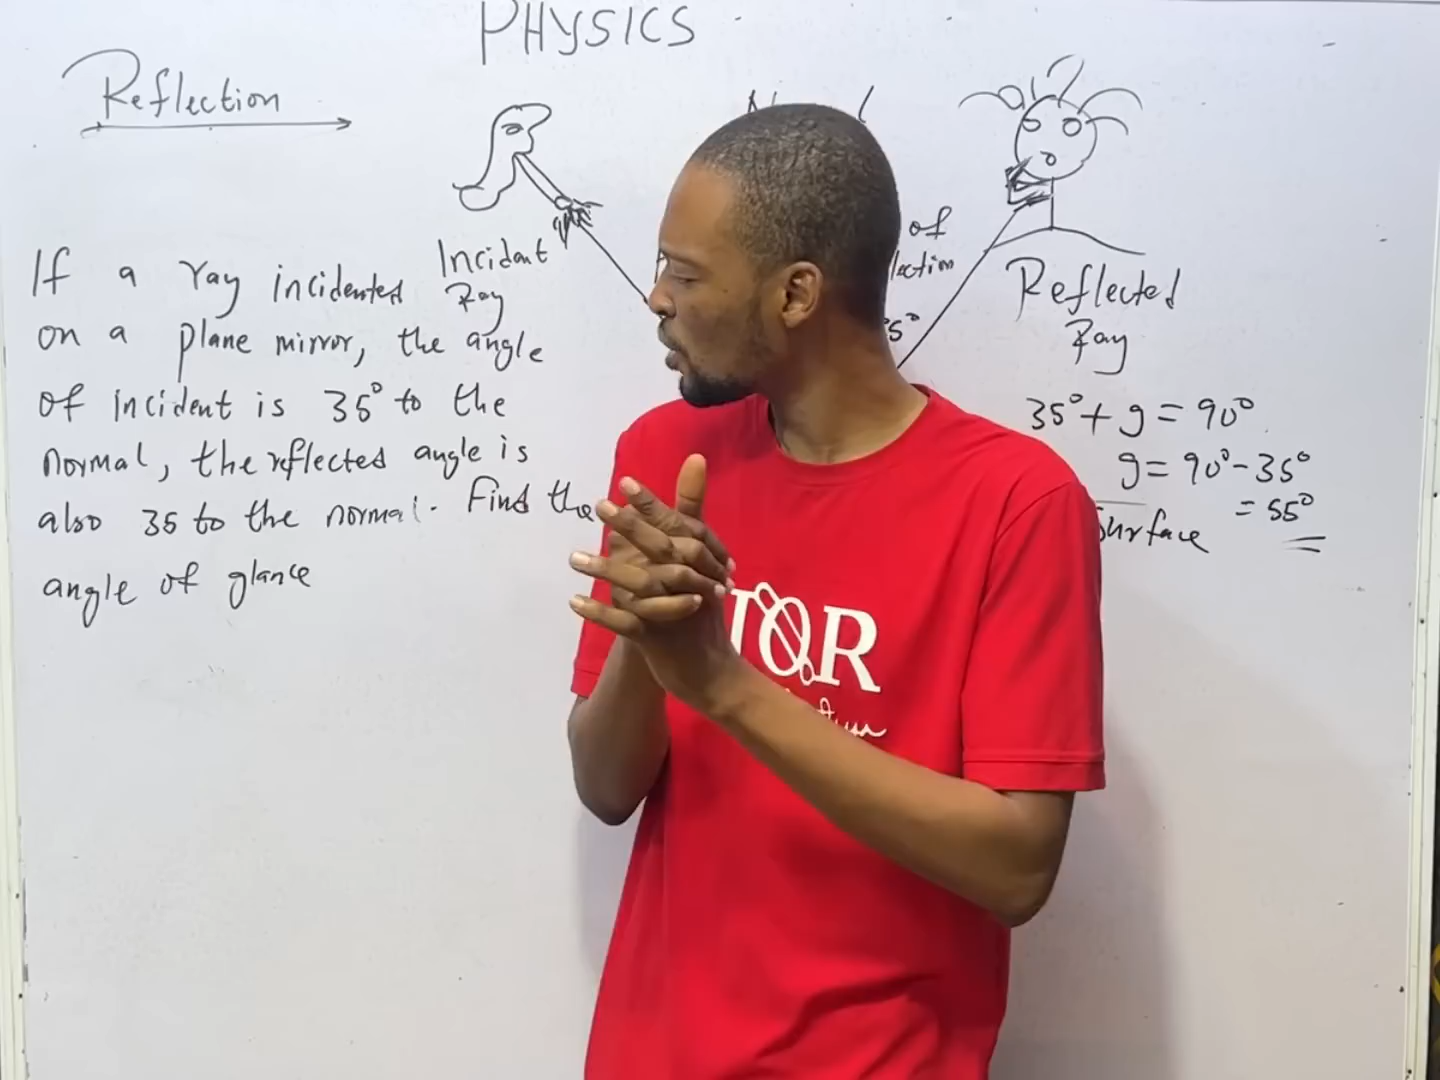 PHYSICS
Reflection
If a ray incidented
on a plane mirror, the angle
of incident is 35° to the
normal, the reflected angle is
also 35 to the normal. Find the
angle of glance
Incidant
Ray
of
Reflected
Ray
35° + g = 90°
g = 90° - 35°
= 55°
Surface